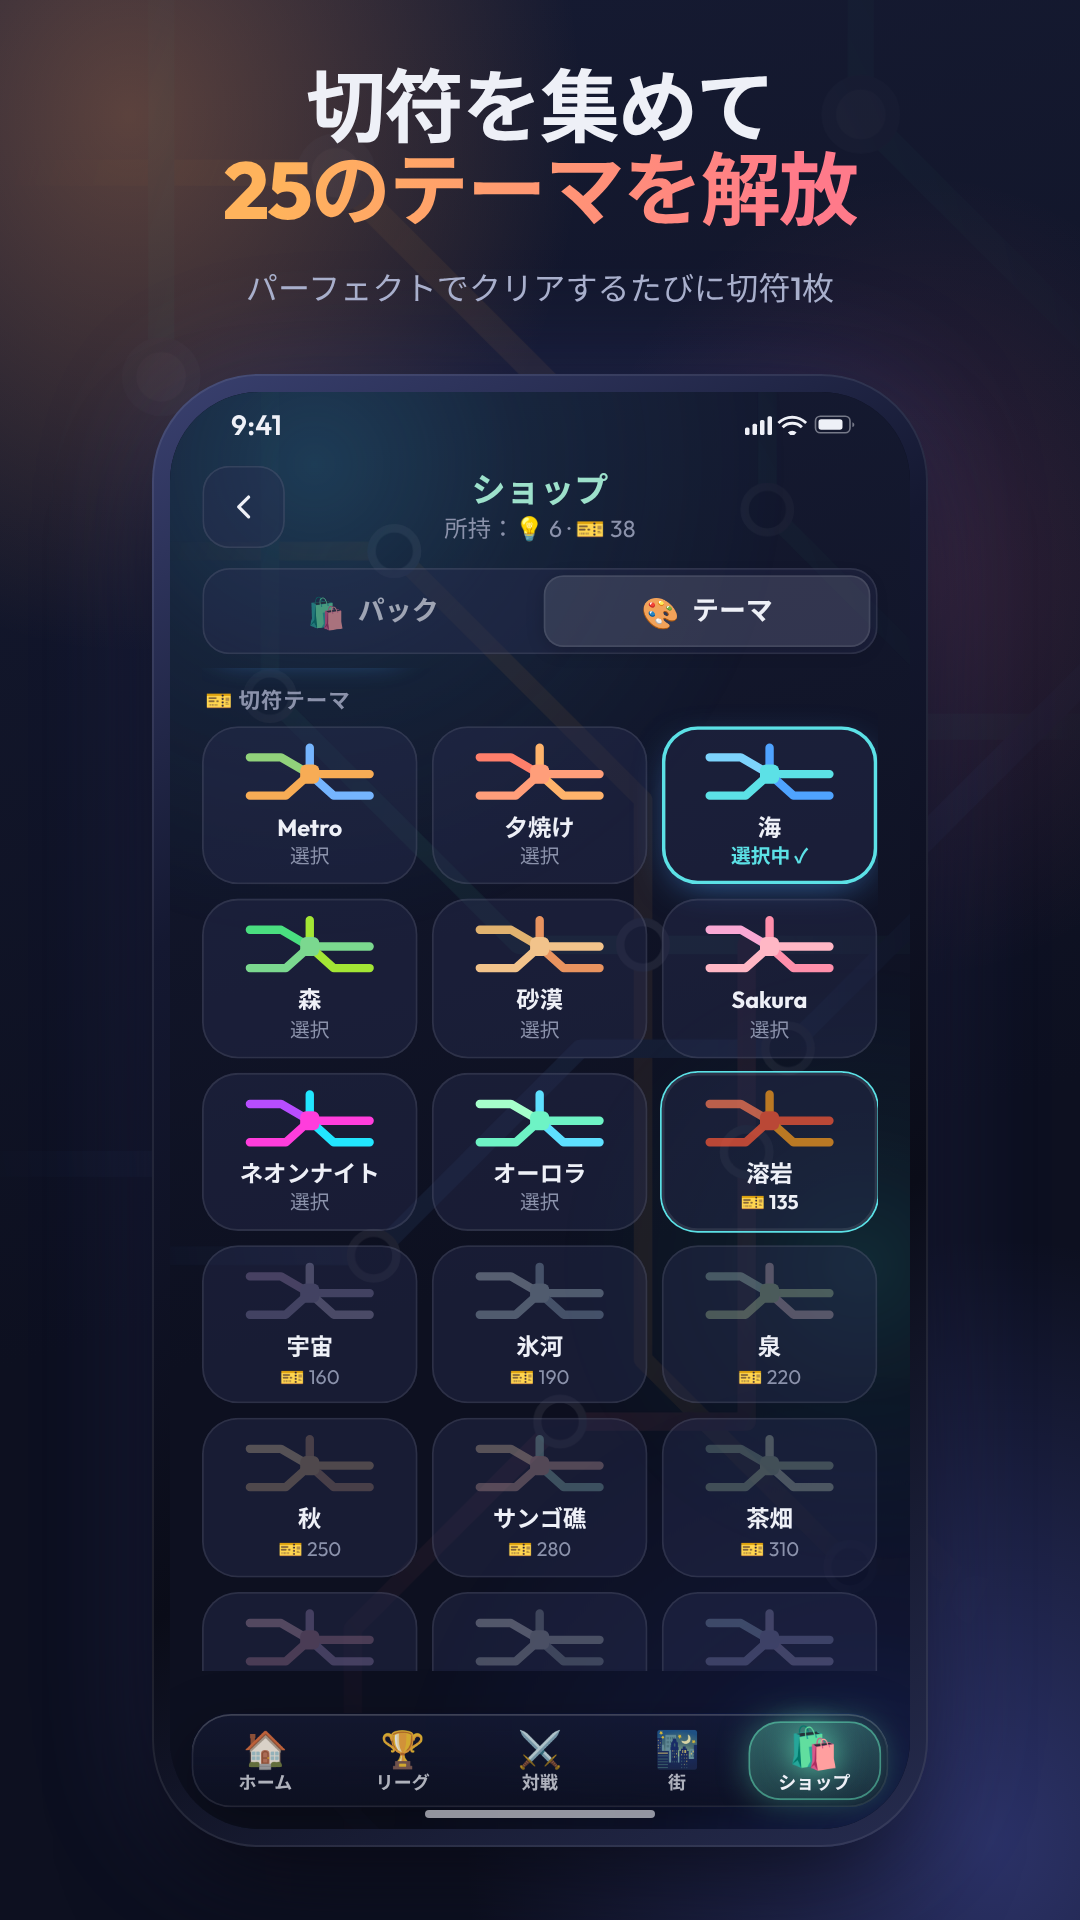 切符を集めて
25のテーマを解放
パーフェクトでクリアするたびに切符1枚
9:41
ショップ
所持：💡 6 · 🎫 38
🛍️ パック
🎨 テーマ
🎫 切符テーマ
Metro
選択
夕焼け
選択
海
選択中 ✓
森
選択
砂漠
選択
Sakura
選択
ネオンナイト
選択
オーロラ
選択
溶岩
🎫 135
宇宙
🎫 160
氷河
🎫 190
泉
🎫 220
秋
🎫 250
サンゴ礁
🎫 280
茶畑
🎫 310
ホーム
リーグ
対戦
街
ショップ